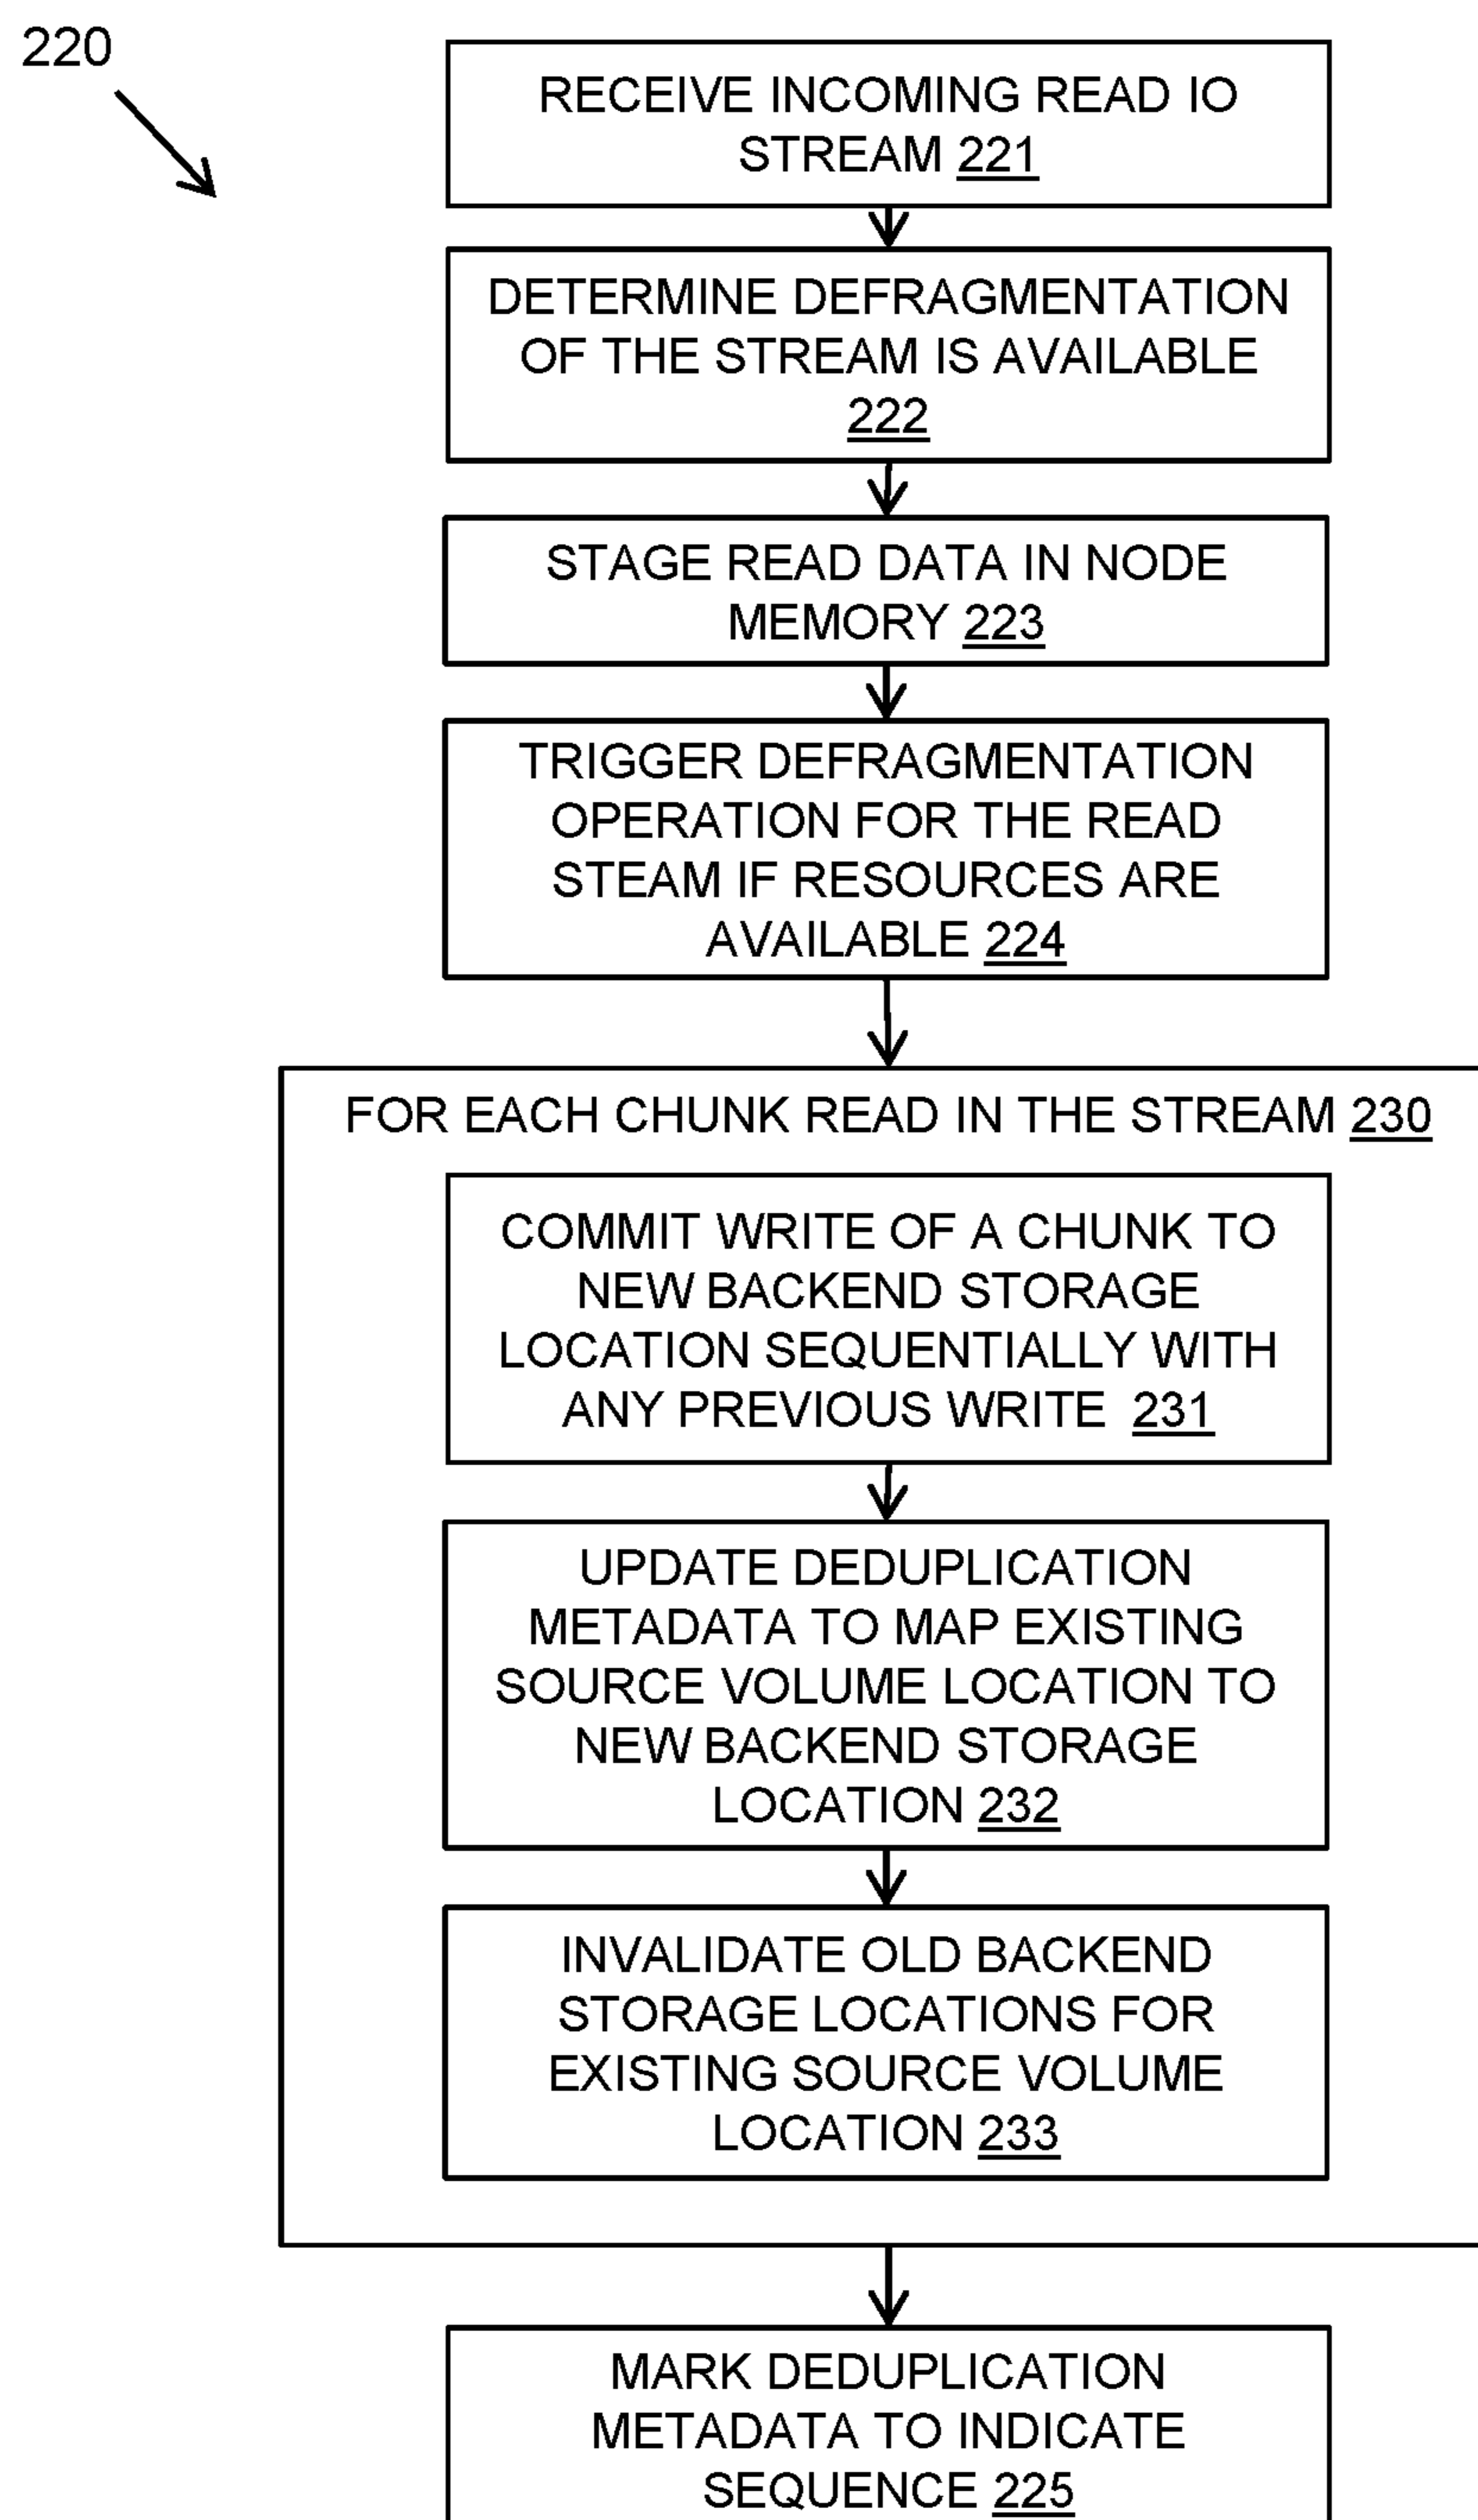 220
RECEIVE INCOMING READ IO
STREAM 221
DETERMINE DEFRAGMENTATION
OF THE STREAM IS AVAILABLE
222
STAGE READ DATA IN NODE
MEMORY 223
TRIGGER DEFRAGMENTATION
OPERATION FOR THE READ
STEAM IF RESOURCES ARE
AVAILABLE 224
FOR EACH CHUNK READ IN THE STREAM 230
COMMIT WRITE OF A CHUNK TO
NEW BACKEND STORAGE
LOCATION SEQUENTIALLY WITH
ANY PREVIOUS WRITE 231
UPDATE DEDUPLICATION
METADATA TO MAP EXISTING
SOURCE VOLUME LOCATION TO
NEW BACKEND STORAGE
LOCATION 232
INVALIDATE OLD BACKEND
STORAGE LOCATIONS FOR
EXISTING SOURCE VOLUME
LOCATION 233
MARK DEDUPLICATION
METADATA TO INDICATE
SEQUENCE 225